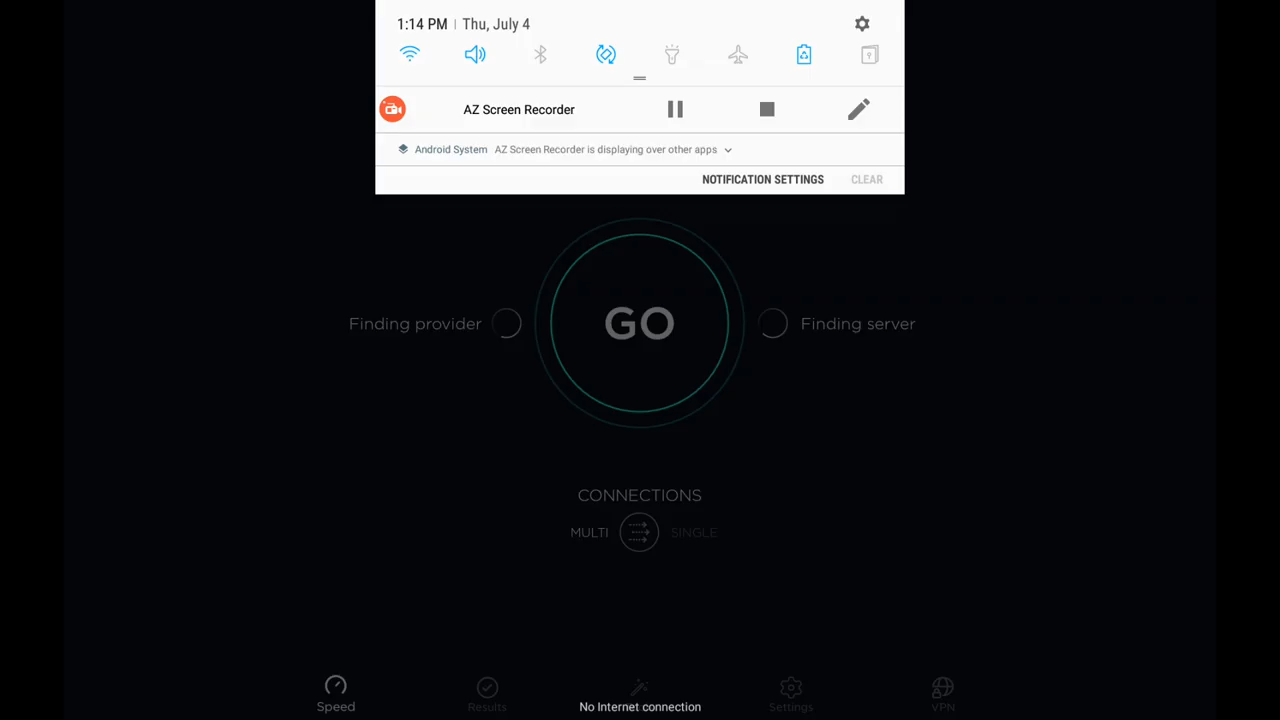 1:14 PM | Thu, July 4
AZ Screen Recorder
Android System AZ Screen Recorder is displaying over other apps
NOTIFICATION SETTINGS CLEAR
Finding provider GO Finding server
CONNECTIONS
MULTI SINGLE
Speed Results No Internet connection Settings VPN